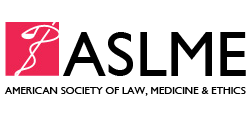 ASLME
AMERICAN SOCIETY OF LAW, MEDICINE & ETHICS